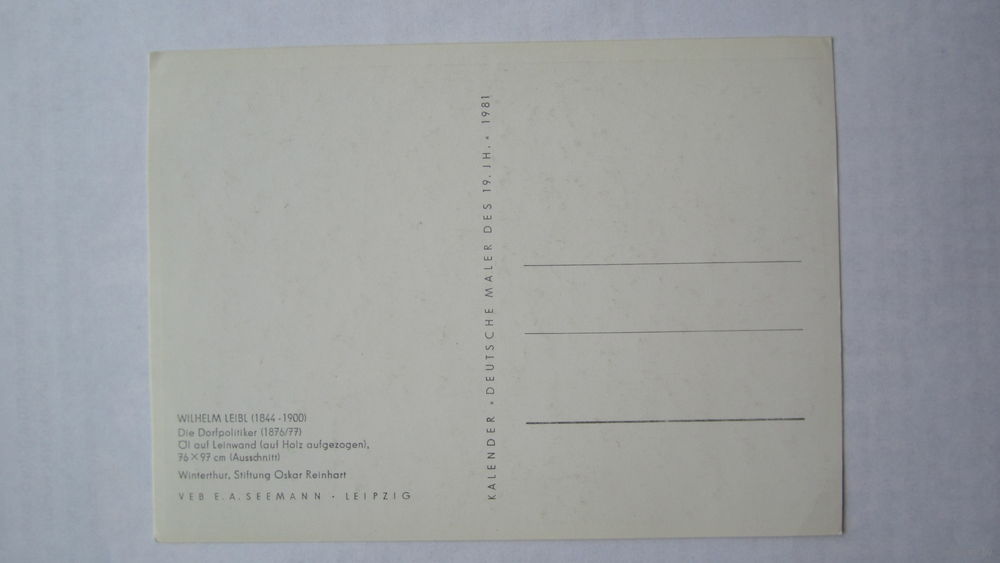 WILHELM LEIBL (1844-1900)
Die Dorfpolitiker (1876/77)
Öl auf Leinwand (auf Holz aufgezogen),
76×97 cm (Ausschnitt)
Winterthur, Stiftung Oskar Reinhart
VEB E.A.SEEMANN · LEIPZIG
KALENDER »DEUTSCHE MALER DES 19. JH.« 1981